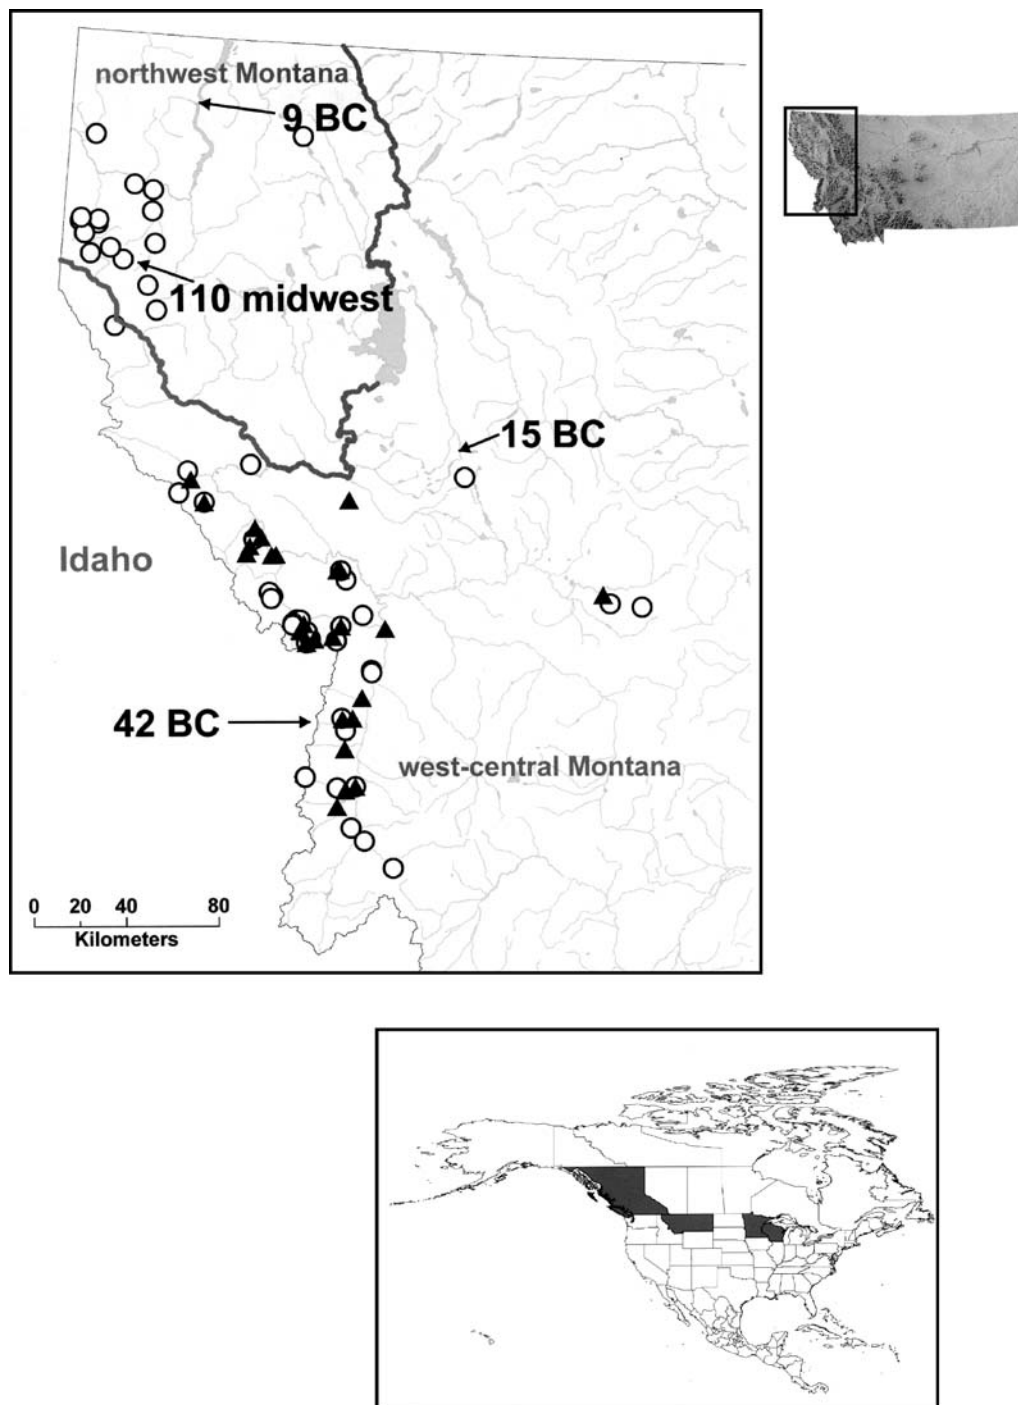 northwest Montana
9 BC
110 midwest
15 BC
Idaho
42 BC
west-central Montana
0 20 40 80
Kilometers